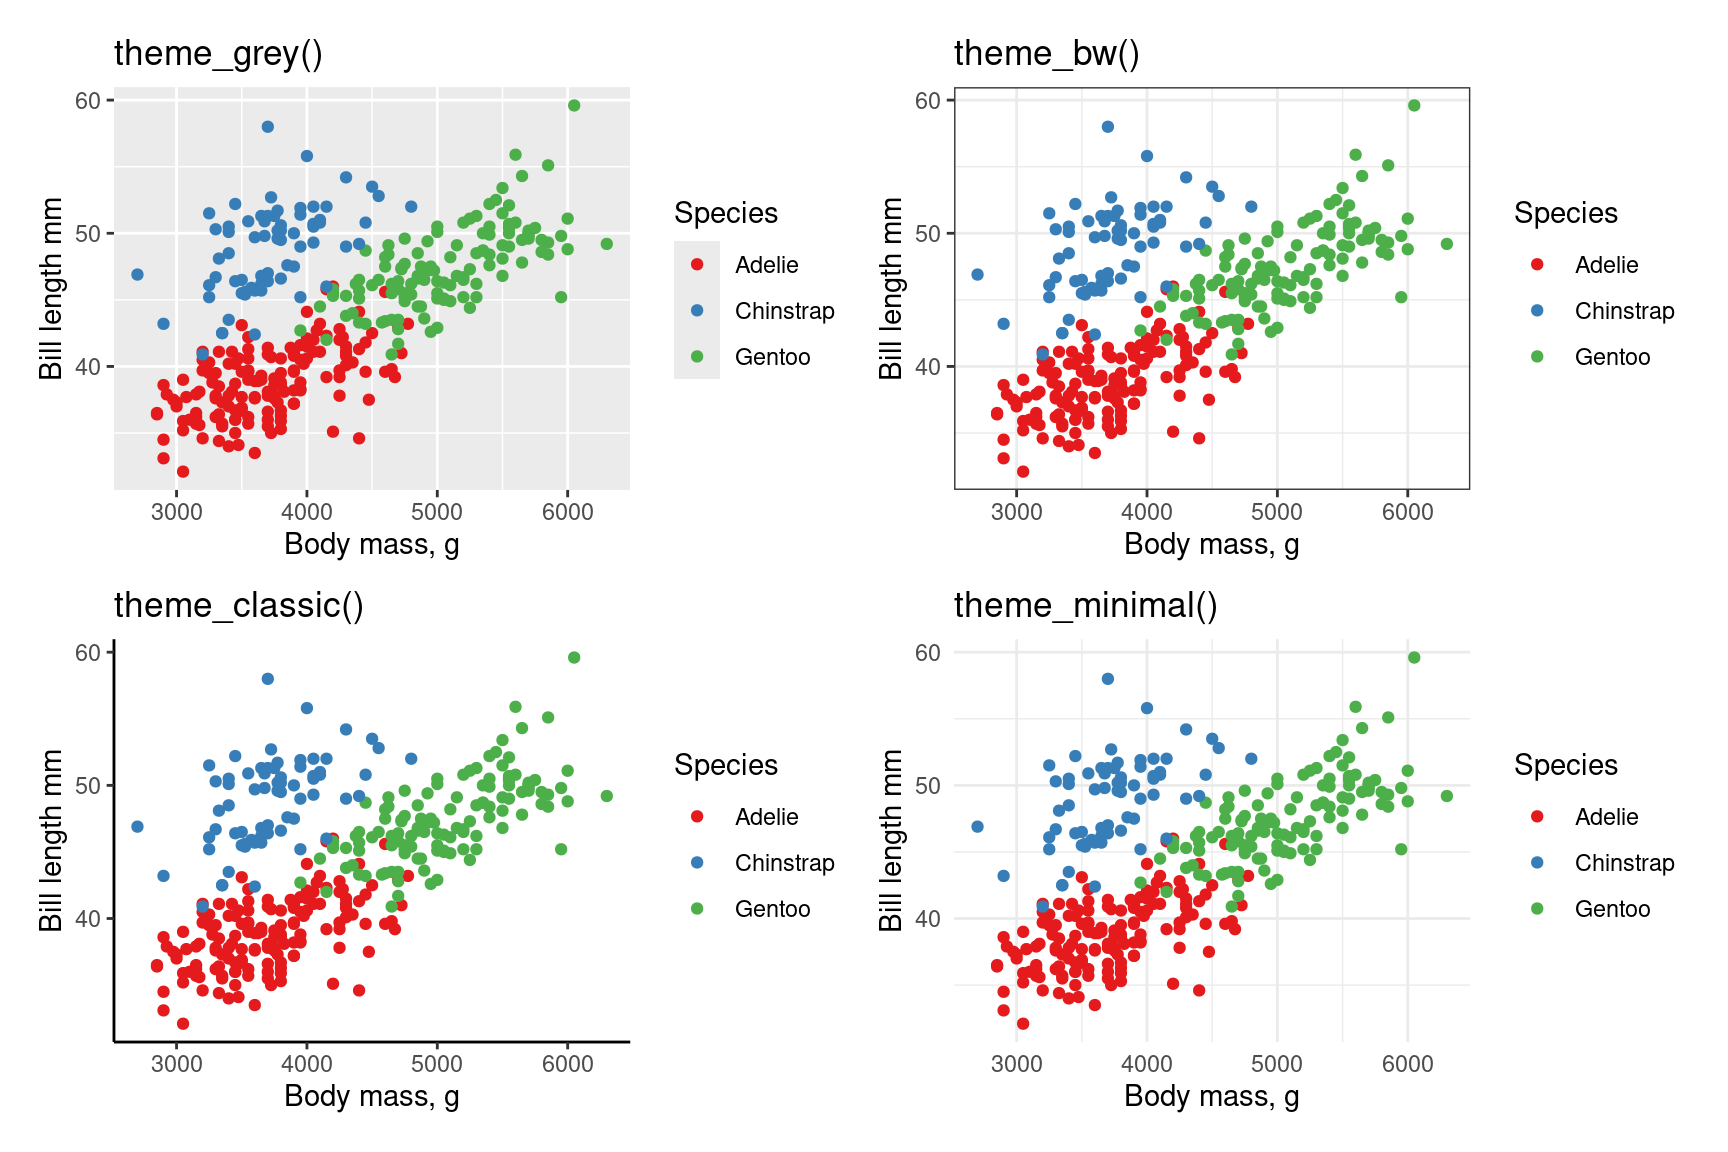 theme_grey()
60
50
40
Bill length mm
3000 4000 5000 6000
Body mass, g
Species
Adelie
Chinstrap
Gentoo
theme_bw()
60
50
40
Bill length mm
3000 4000 5000 6000
Body mass, g
Species
Adelie
Chinstrap
Gentoo
theme_classic()
60
50
40
Bill length mm
3000 4000 5000 6000
Body mass, g
Species
Adelie
Chinstrap
Gentoo
theme_minimal()
60
50
40
Bill length mm
3000 4000 5000 6000
Body mass, g
Species
Adelie
Chinstrap
Gentoo